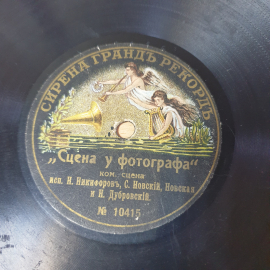 СИРЕНА ГРАНДЪ РЕКОРДЪ
„Сцена у фотографа“
ком. сцена
исп. Н. Никифоровъ, С. Новскій, Новская
и Н. Дубровскій.
№ 10415